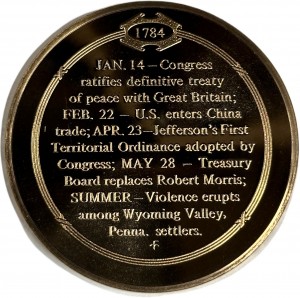 1784
JAN. 14—Congress
ratifies definitive treaty
of peace with Great Britain;
FEB. 22 – U.S. enters China
trade; APR. 23—Jefferson's First
Territorial Ordinance adopted by
Congress; MAY 28 – Treasury
Board replaces Robert Morris;
SUMMER—Violence erupts
among Wyoming Valley,
Penna. settlers.